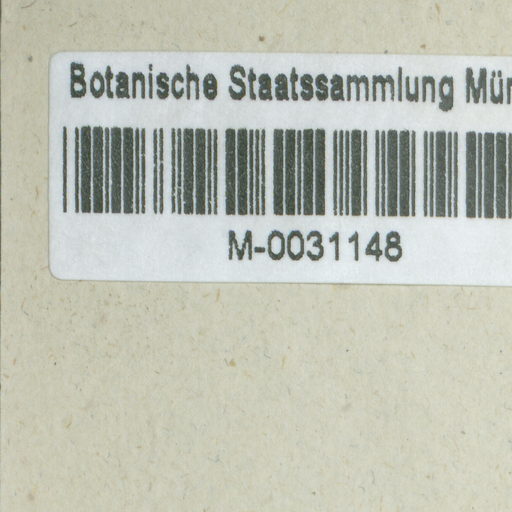 Botanische Staatssammlung Mün
M-0031148